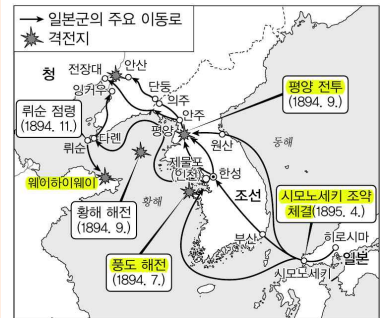 → 일본군의 주요 이동로
격전지
청
전장대
안산
잉커우
단둥
의주
안주
뤼순 점령
(1894. 11.)
다롄
뤼순
평양
원산
평양 전투
(1894. 9.)
동해
제물포
(인천)
한성
조선
웨이하이웨이
황해 해전
(1894. 9.)
황해
풍도 해전
(1894. 7.)
부산
시모노세키 조약
체결(1895. 4.)
히로시마
일본
시모노세키